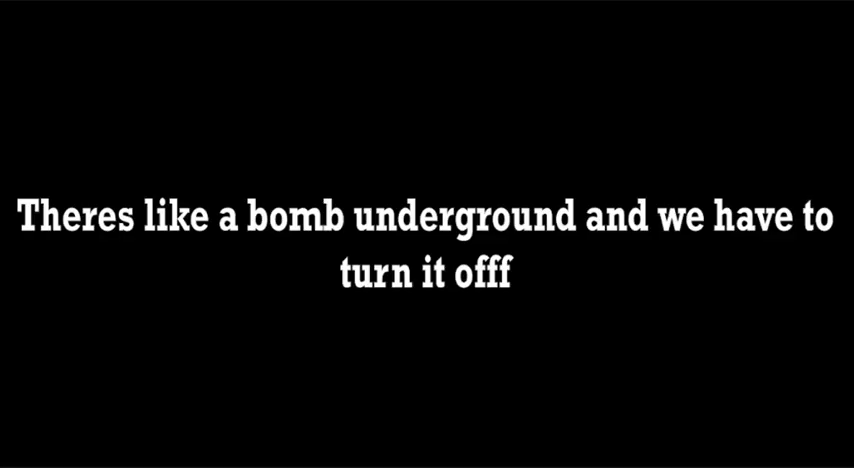 Theres like a bomb underground and we have to
turn it offf